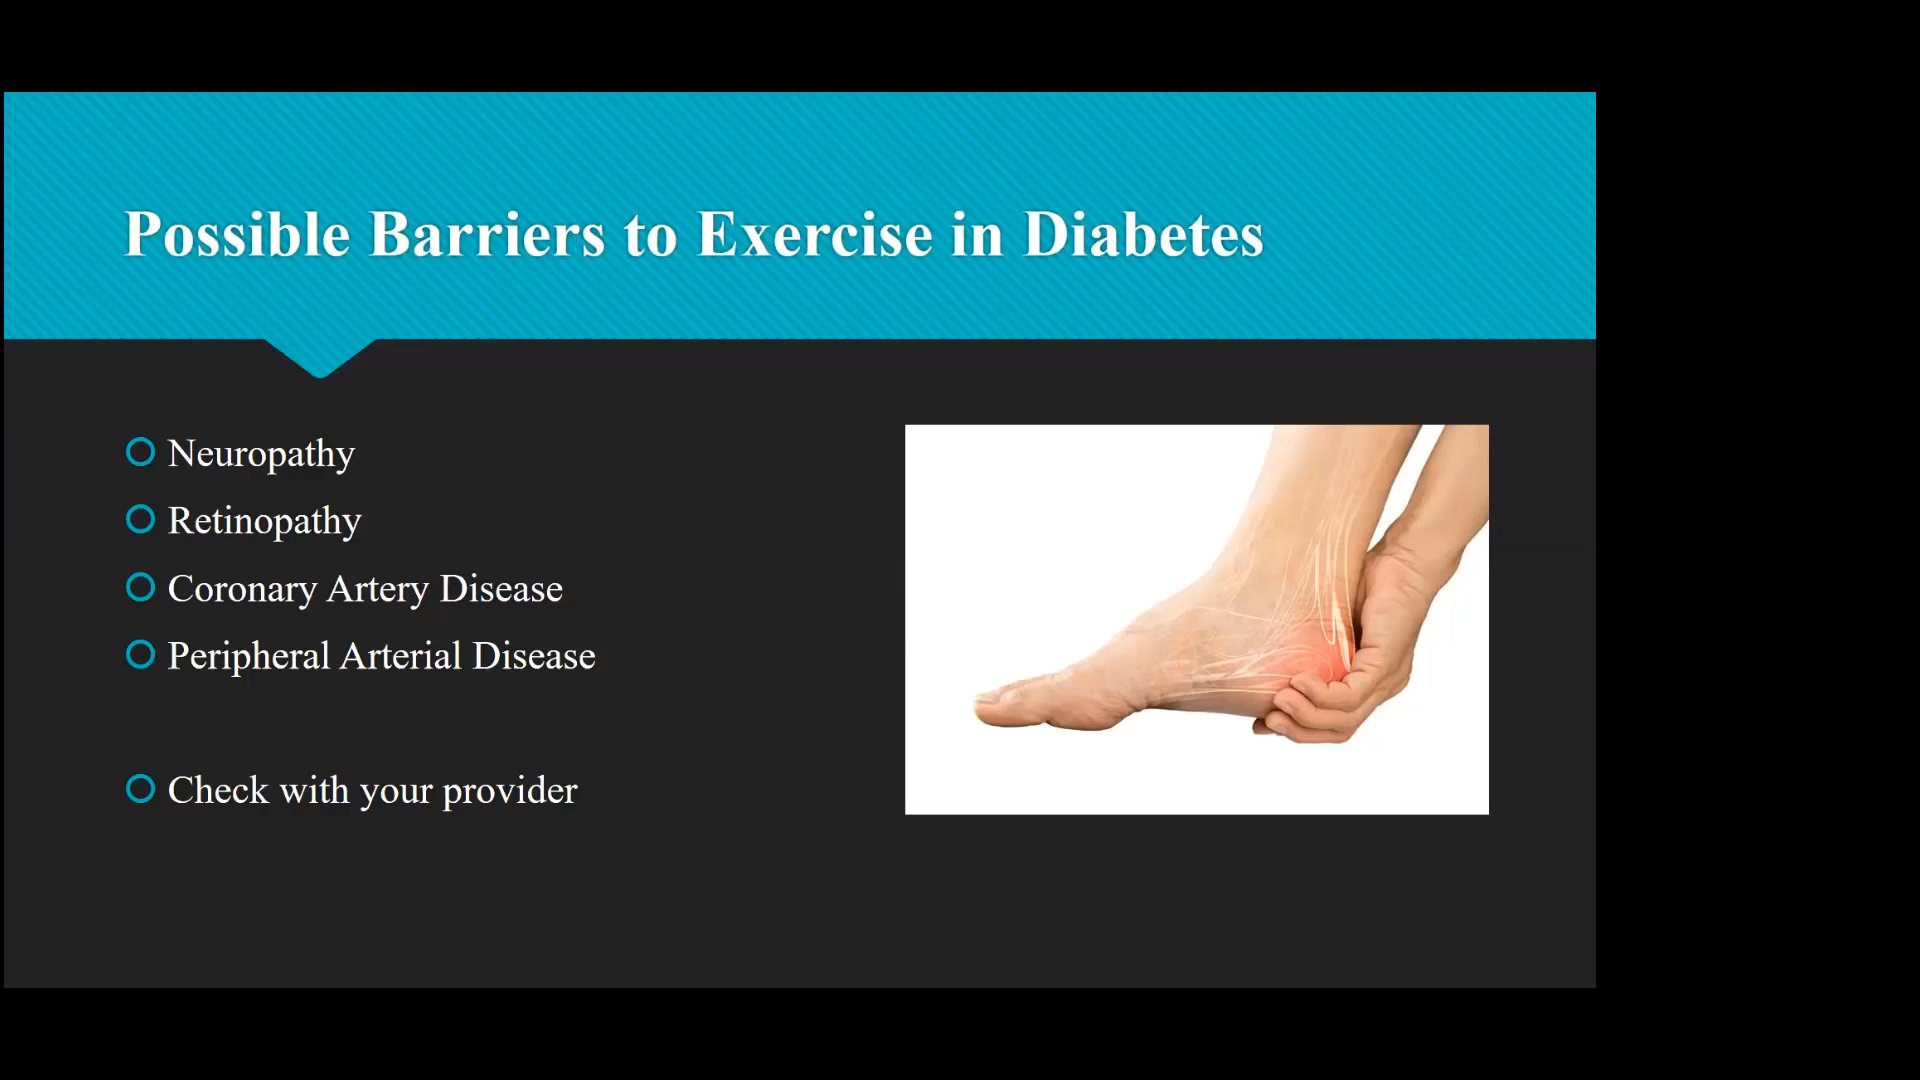 Possible Barriers to Exercise in Diabetes
Neuropathy
Retinopathy
Coronary Artery Disease
Peripheral Arterial Disease
Check with your provider